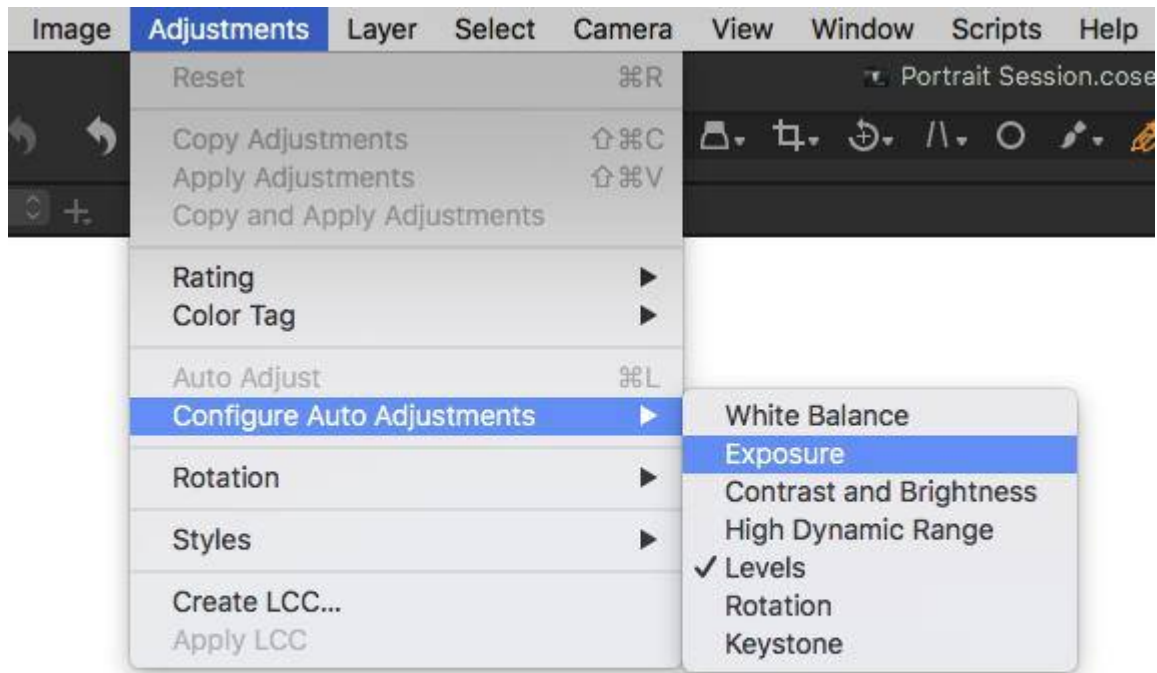 Image Adjustments Layer Select Camera View Window Scripts Help
Portrait Session.cose
Reset ⌘R
Copy Adjustments ⇧⌘C
Apply Adjustments ⇧⌘V
Copy and Apply Adjustments
Rating
Color Tag
Auto Adjust ⌘L
Configure Auto Adjustments
Rotation
Styles
Create LCC...
Apply LCC
White Balance
Exposure
Contrast and Brightness
High Dynamic Range
✓ Levels
Rotation
Keystone